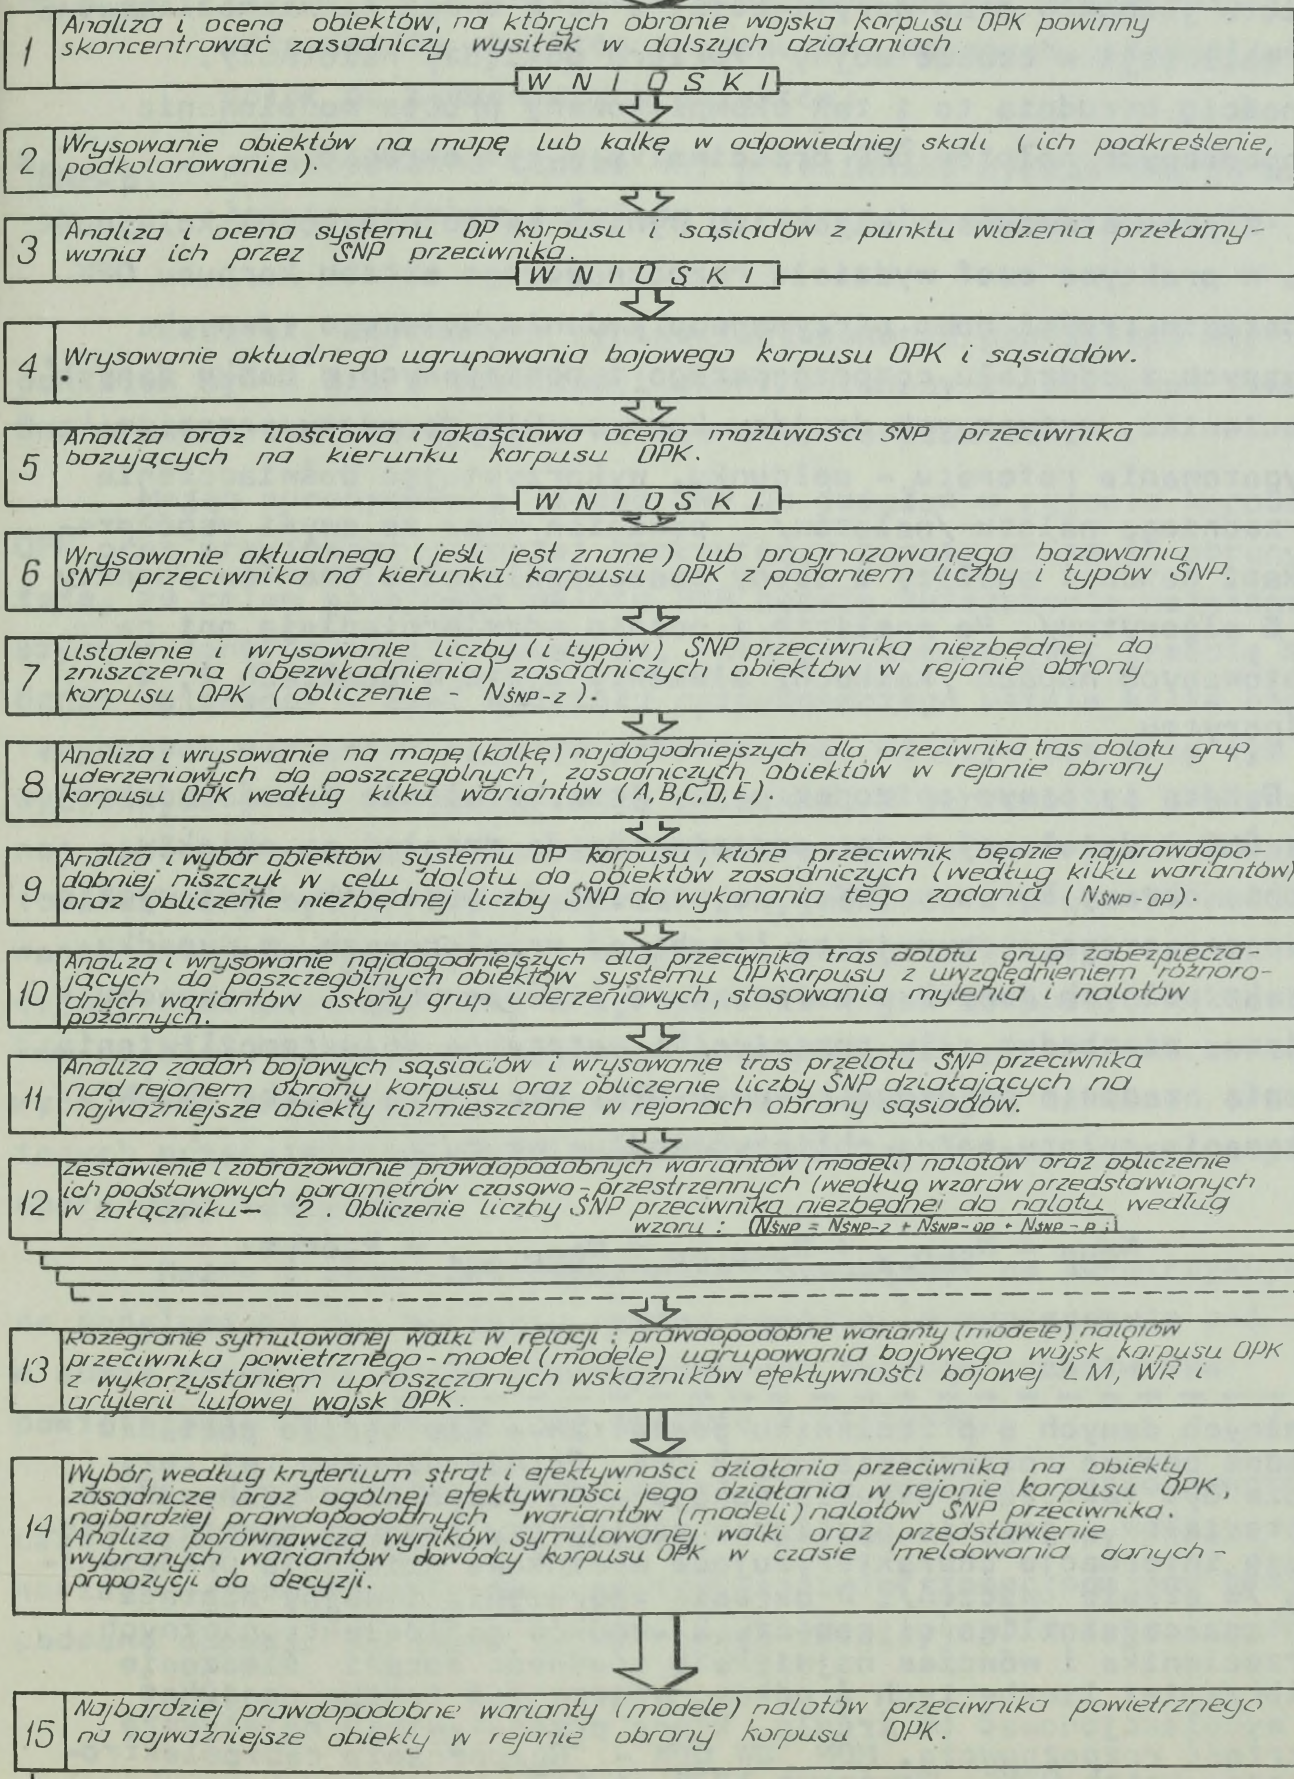 1
Analiza i ocena obiektów, na których obronie wojska korpusu OPK powinny
skoncentrować zasadniczy wysiłek w dalszych działaniach.
WNIOSKI
2
Wrysowanie obiektów na mapę lub kalkę w odpowiedniej skali (ich podkreślenie,
podkolorowanie).
3
Analiza i ocena systemu OP korpusu i sąsiadów z punktu widzenia przełamy-
wania ich przez ŚNP przeciwnika.
WNIOSKI
4
Wrysowanie aktualnego ugrupowania bojowego korpusu OPK i sąsiadów.
5
Analiza oraz ilościowa i jakościowa ocena możliwości ŚNP przeciwnika
bazujących na kierunku korpusu OPK.
WNIOSKI
6
Wrysowanie aktualnego (jeśli jest znane) lub prognozowanego bazowania
ŚNP przeciwnika na kierunku korpusu OPK z podaniem liczby i typów ŚNP.
7
Ustalenie i wrysowanie liczby (i typów) ŚNP przeciwnika niezbędnej do
zniszczenia (obezwładnienia) zasadniczych obiektów w rejonie obrony
korpusu OPK (obliczenie - NŚNP-Z).
8
Analiza i wrysowanie na mapę (kalkę) najdogodniejszych dla przeciwnika tras dolotu grup
uderzeniowych do poszczególnych, zasadniczych obiektów w rejonie obrony
korpusu OPK według kilku wariantów (A,B,C,D,E).
9
Analiza i wybór obiektów systemu OP korpusu, które przeciwnik będzie najprawdopo-
dobniej niszczył w celu dolotu do obiektów zasadniczych (według kilku wariantów)
oraz obliczenie niezbędnej liczby ŚNP do wykonania tego zadania (NŚNP-OP).
10
Analiza i wrysowanie najdogodniejszych dla przeciwnika tras dolotu grup zabezpiecza-
jących do poszczególnych obiektów systemu OP korpusu z uwzględnieniem różnoro-
dnych wariantów osłony grup uderzeniowych, stosowania mylenia i nalotów
pozornych.
11
Analiza zadań bojowych sąsiadów i wrysowanie tras przelotu ŚNP przeciwnika
nad rejonem obrony korpusu oraz obliczenie liczby ŚNP działających na
najważniejsze obiekty rozmieszczone w rejonach obrony sąsiadów.
12
Zestawienie i zobrazowanie prawdopodobnych wariantów (modeli) nalotów oraz obliczenie
ich podstawowych parametrów czasowo-przestrzennych (według wzorów przedstawionych
w załączniku- 2. Obliczenie liczby ŚNP przeciwnika niezbędnej do nalotu według
wzoru : (NŚNP = NŚNP-Z + NŚNP-OP + NŚNP-P ;)
13
Rozegranie symulowanej walki w relacji : prawdopodobne warianty (modele) nalotów
przeciwnika powietrznego-model (modele) ugrupowania bojowego wojsk korpusu OPK
z wykorzystaniem uproszczonych wskaźników efektywności bojowej LM, WR i
artylerii lufowej wojsk OPK.
14
Wybór, według kryterium strat i efektywności działania przeciwnika na obiekty
zasadnicze oraz ogólnej efektywności jego działania w rejonie korpusu OPK,
najbardziej prawdopodobnych wariantów (modeli) nalotów ŚNP przeciwnika.
Analiza porównawcza wyników symulowanej walki oraz przedstawienie
wybranych wariantów dowódcy korpusu OPK w czasie meldowania danych-
propozycji do decyzji.
15
Najbardziej prawdopodobne warianty (modele) nalotów przeciwnika powietrznego
na najważniejsze obiekty w rejonie obrony korpusu OPK.